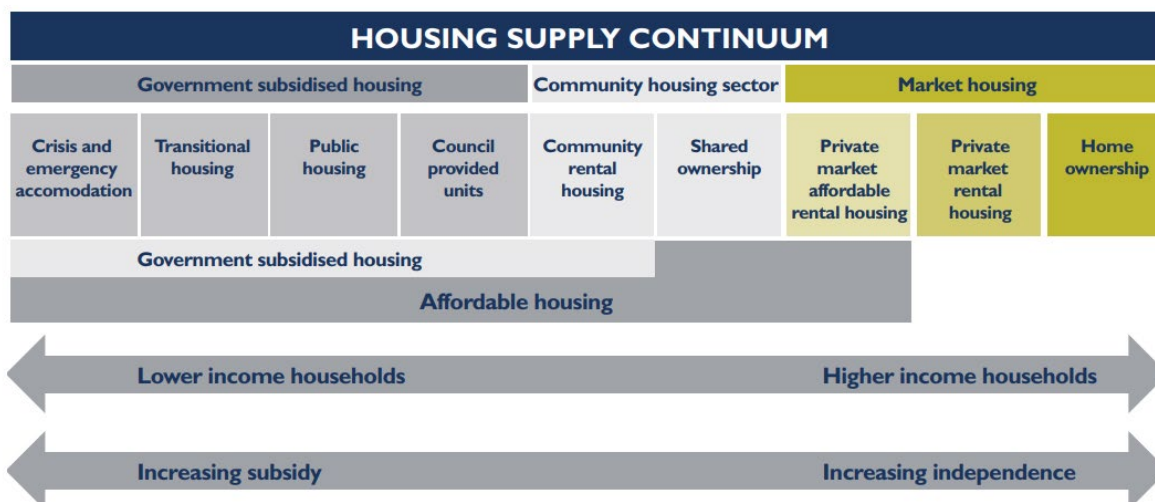 HOUSING SUPPLY CONTINUUM
Government subsidised housing
Community housing sector
Market housing
Crisis and
emergency
accomodation
Transitional
housing
Public
housing
Council
provided
units
Community
rental
housing
Shared
ownership
Private
market
affordable
rental housing
Private
market
rental
housing
Home
ownership
Government subsidised housing
Affordable housing
Lower income households
Higher income households
Increasing subsidy
Increasing independence